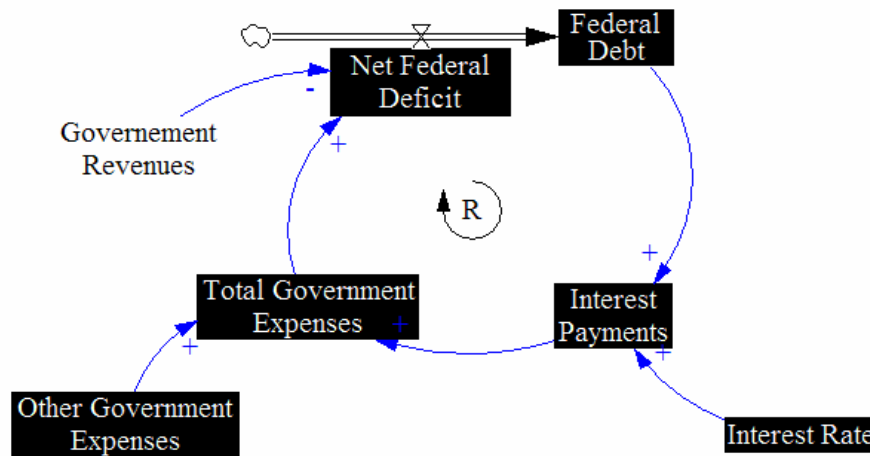 Federal
Debt
Net Federal
Deficit
-
Governement
Revenues
+
R
+
Total Government
Expenses
+
Interest
Payments
+
+
Other Government
Expenses
Interest Rate